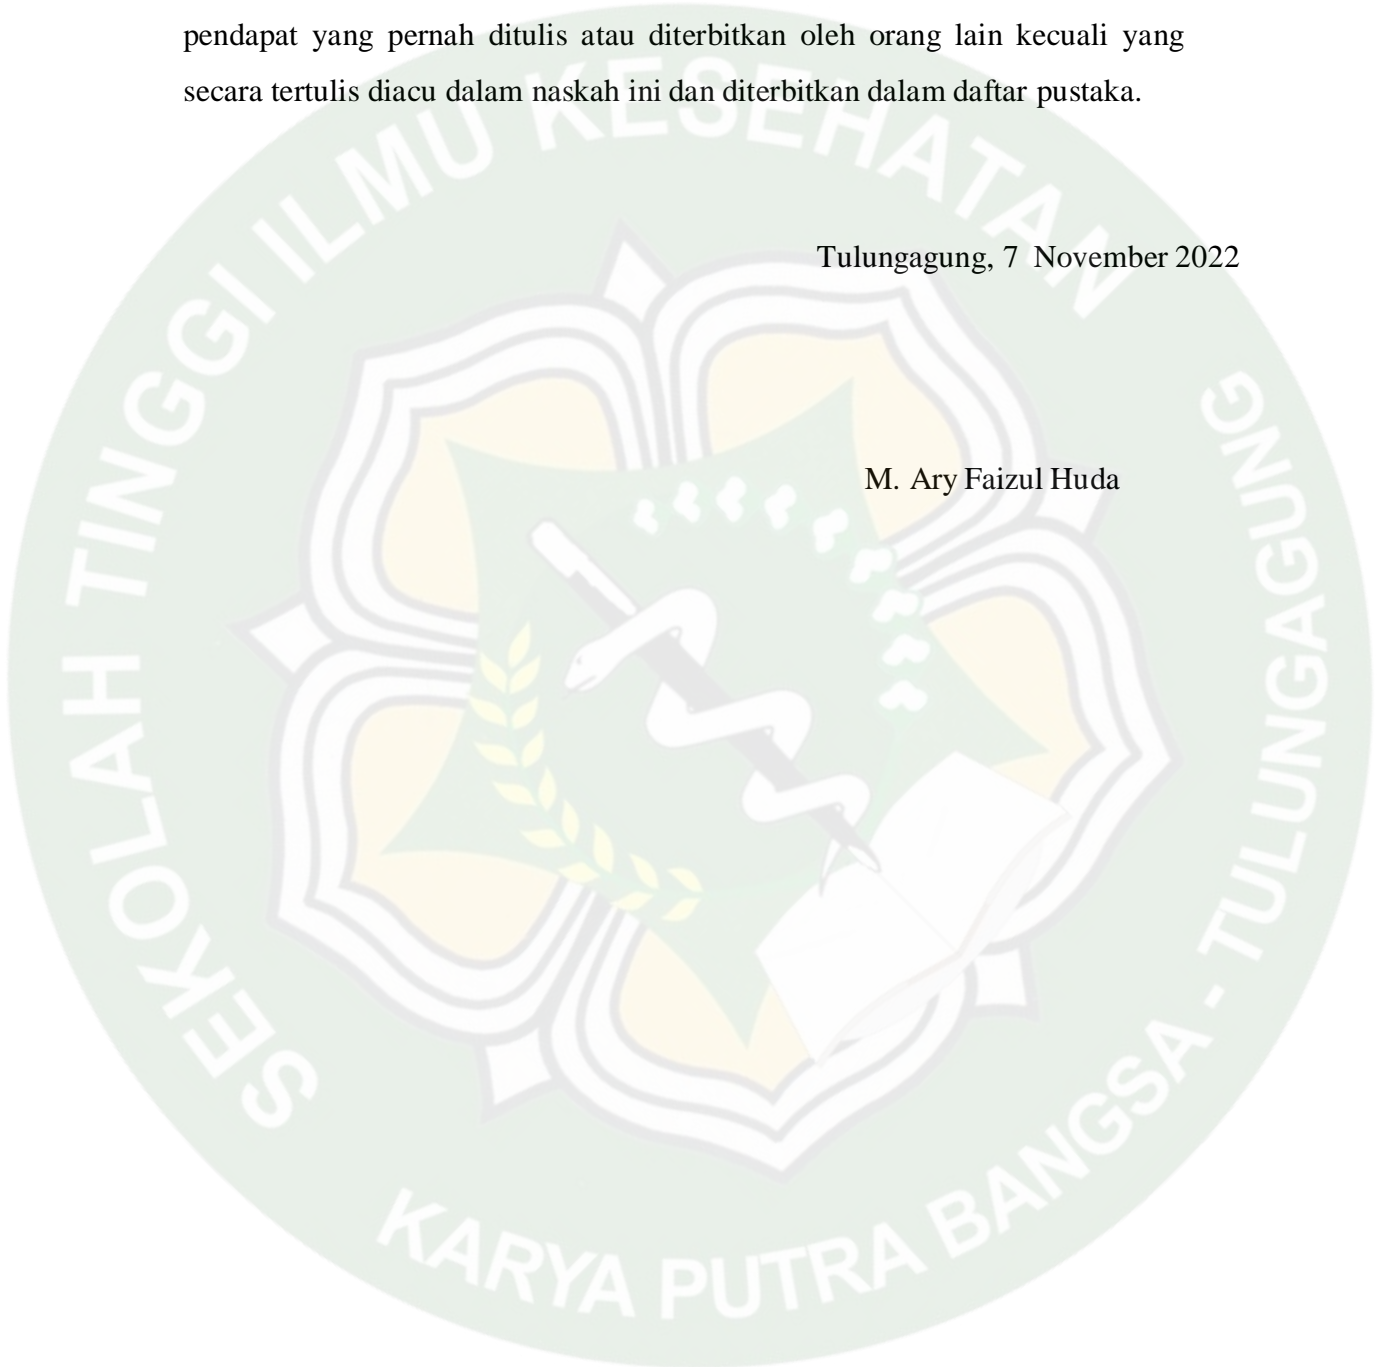 pendapat yang pernah ditulis atau diterbitkan oleh orang lain kecuali yang
secara tertulis diacu dalam naskah ini dan diterbitkan dalam daftar pustaka.
Tulungagung, 7 November 2022
M. Ary Faizul Huda
SEKOLAH TINGGI ILMU KESEHATAN
KARYA PUTRA BANGSA - TULUNGAGUNG